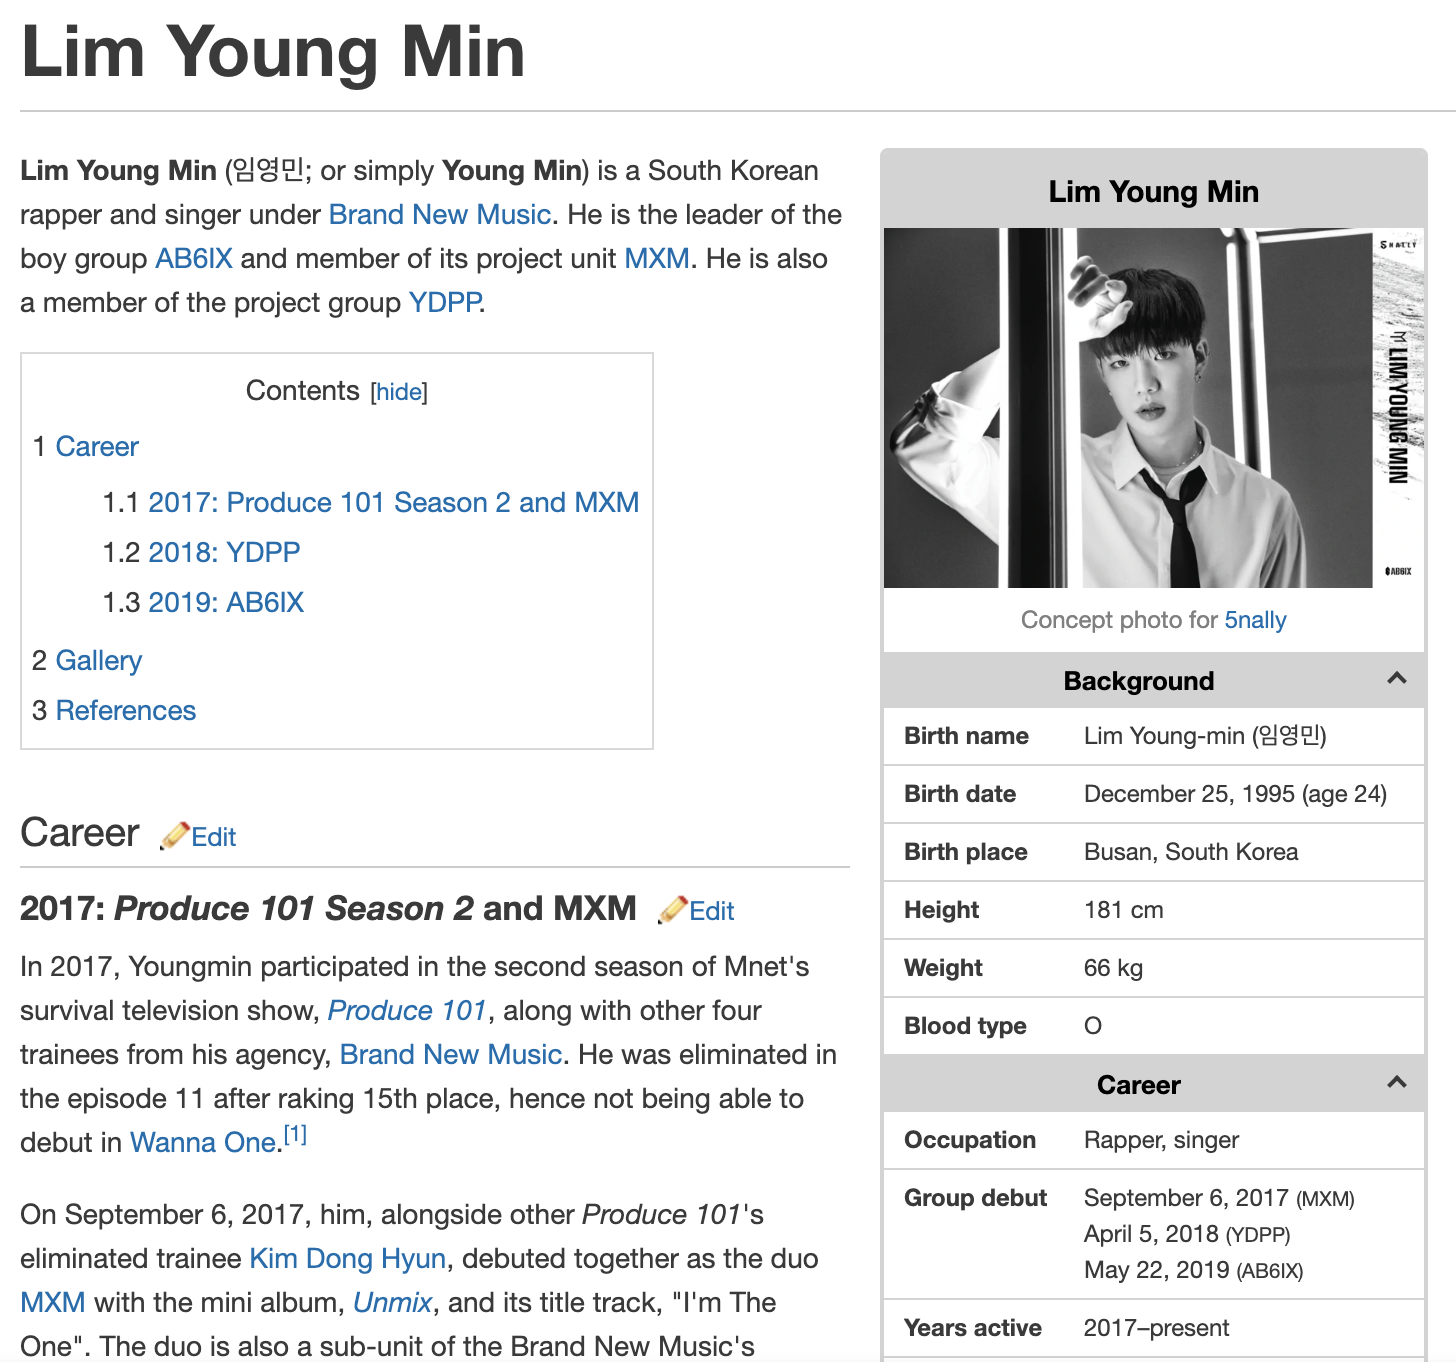 Lim Young Min
Lim Young Min (임영민; or simply Young Min) is a South Korean
rapper and singer under Brand New Music. He is the leader of the
boy group AB6IX and member of its project unit MXM. He is also
a member of the project group YDPP.
Contents [hide]
1 Career
1.1 2017: Produce 101 Season 2 and MXM
1.2 2018: YDPP
1.3 2019: AB6IX
2 Gallery
3 References
Career Edit
2017: Produce 101 Season 2 and MXM Edit
In 2017, Youngmin participated in the second season of Mnet's
survival television show, Produce 101, along with other four
trainees from his agency, Brand New Music. He was eliminated in
the episode 11 after raking 15th place, hence not being able to
debut in Wanna One.[1]
On September 6, 2017, him, alongside other Produce 101's
eliminated trainee Kim Dong Hyun, debuted together as the duo
MXM with the mini album, Unmix, and its title track, "I'm The
One". The duo is also a sub-unit of the Brand New Music's
Lim Young Min
5NALLY
LIM YOUNG MIN
AB6IX
Concept photo for 5nally
Background
Birth name Lim Young-min (임영민)
Birth date December 25, 1995 (age 24)
Birth place Busan, South Korea
Height 181 cm
Weight 66 kg
Blood type O
Career
Occupation Rapper, singer
Group debut September 6, 2017 (MXM)
April 5, 2018 (YDPP)
May 22, 2019 (AB6IX)
Years active 2017–present